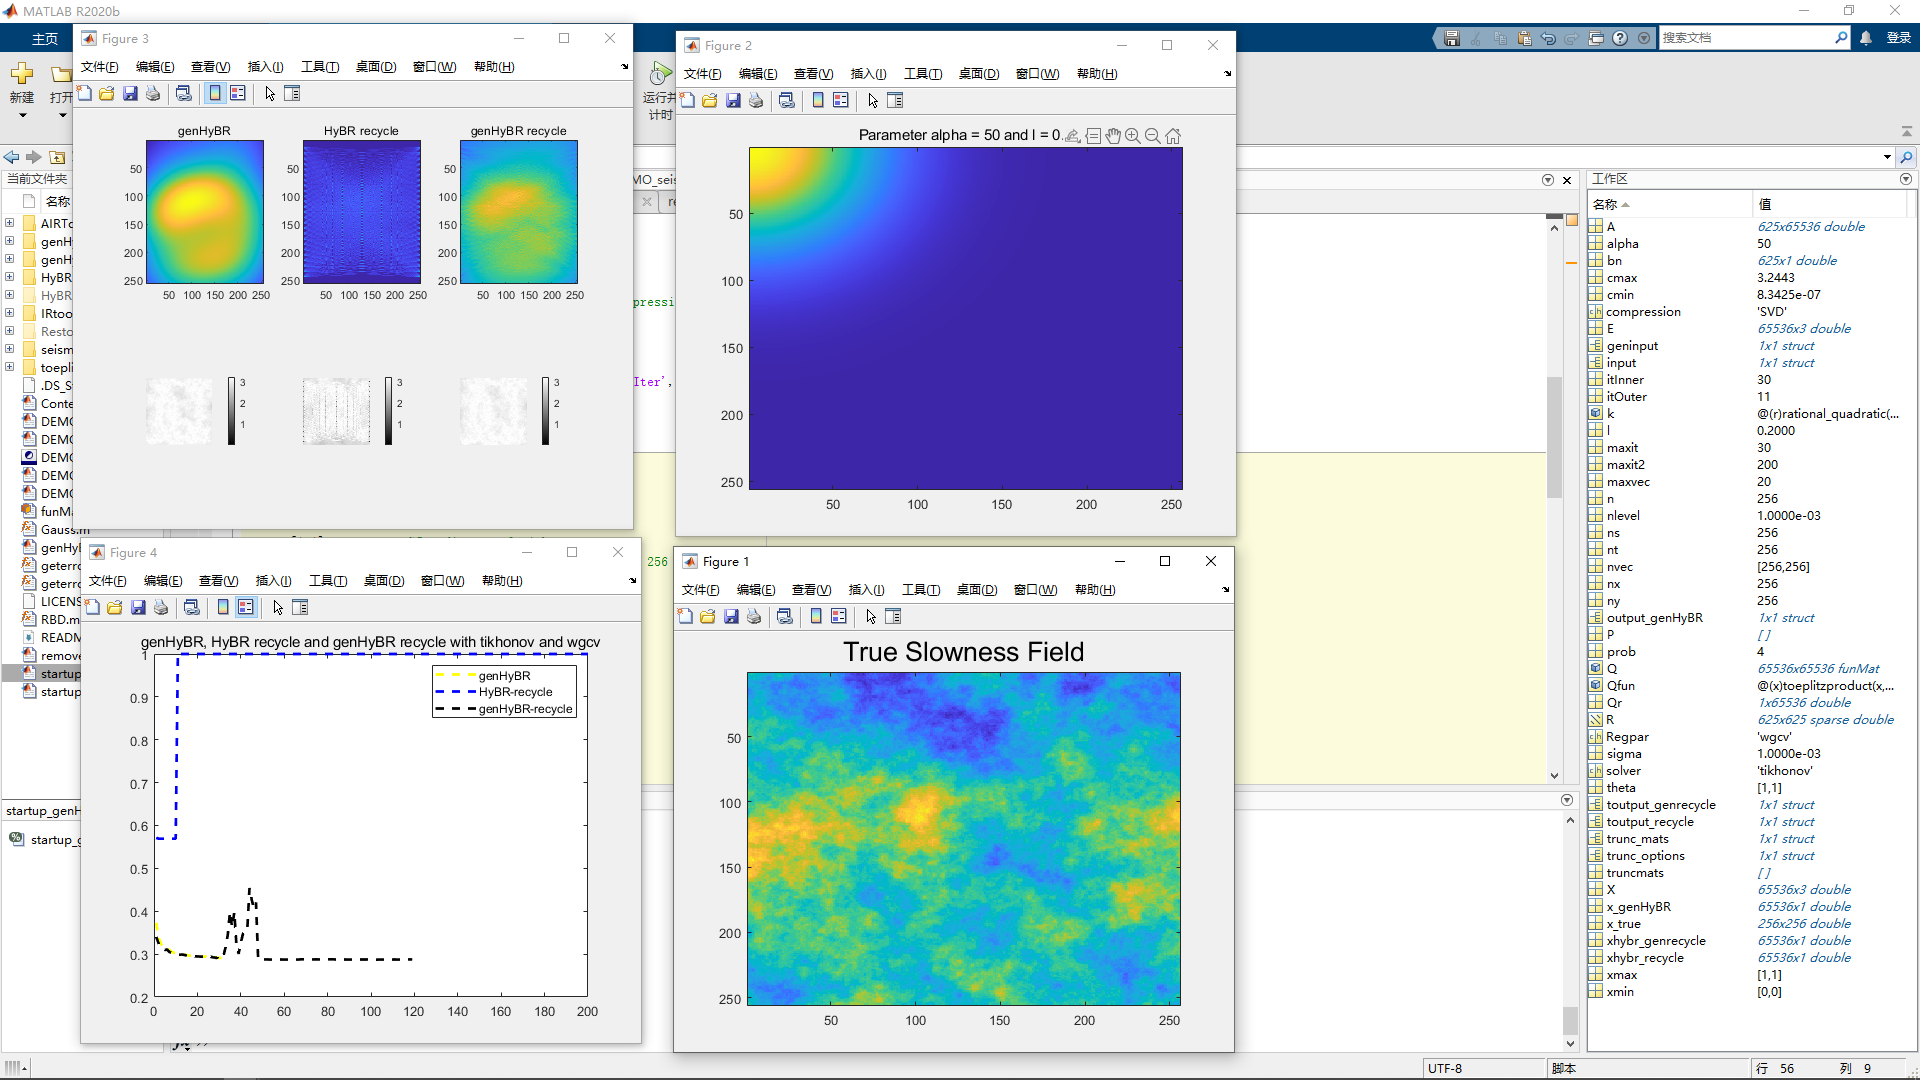 MATLAB R2020b
主页
搜索文档
登录
新建
打开
运行并
计时
当前文件夹
名称
AIRTo
genHy
genHy
HyBR
HyBR
IRtoo
Resto
seism
toepli
.DS_S
Conte
DEMO
DEMO
DEMO
DEMO
DEMO
funMa
Gauss.m
genHyB
geterro
geterro
LICENS
RBD.m
READM
remove
startup
startup
startup_genH
startup_g
MO_seis
re
pressi
Iter',
256
Figure 3
文件(F) 编辑(E) 查看(V) 插入(I) 工具(T) 桌面(D) 窗口(W) 帮助(H)
genHyBR HyBR recycle genHyBR recycle
50 50 50
100 100 100
150 150 150
200 200 200
250 250 250
50 100 150 200 250 50 100 150 200 250 50 100 150 200 250
3 3 3
2 2 2
1 1 1
Figure 2
文件(F) 编辑(E) 查看(V) 插入(I) 工具(T) 桌面(D) 窗口(W) 帮助(H)
Parameter alpha = 50 and l = 0.
50
100
150
200
250
50 100 150 200 250
Figure 4
文件(F) 编辑(E) 查看(V) 插入(I) 工具(T) 桌面(D) 窗口(W) 帮助(H)
genHyBR, HyBR recycle and genHyBR recycle with tikhonov and wgcv
1
0.9
0.8
0.7
0.6
0.5
0.4
0.3
0.2
0 20 40 60 80 100 120 140 160 180 200
genHyBR
HyBR-recycle
genHyBR-recycle
Figure 1
文件(F) 编辑(E) 查看(V) 插入(I) 工具(T) 桌面(D) 窗口(W) 帮助(H)
True Slowness Field
50
100
150
200
250
50 100 150 200 250
工作区
名称 值
A 625x65536 double
alpha 50
bn 625x1 double
cmax 3.2443
cmin 8.3425e-07
compression 'SVD'
E 65536x3 double
geninput 1x1 struct
input 1x1 struct
itInner 30
itOuter 11
k @(r)rational_quadratic(...
l 0.2000
maxit 30
maxit2 200
maxvec 20
n 256
nlevel 1.0000e-03
ns 256
nt 256
nvec [256,256]
nx 256
ny 256
output_genHyBR 1x1 struct
P []
prob 4
Q 65536x65536 funMat
Qfun @(x)toeplitzproduct(x,...
Qr 1x65536 double
R 625x625 sparse double
Regpar 'wgcv'
sigma 1.0000e-03
solver 'tikhonov'
theta [1,1]
toutput_genrecycle 1x1 struct
toutput_recycle 1x1 struct
trunc_mats 1x1 struct
trunc_options 1x1 struct
truncmats []
X 65536x3 double
x_genHyBR 65536x1 double
x_true 256x256 double
xhybr_genrecycle 65536x1 double
xhybr_recycle 65536x1 double
xmax [1,1]
xmin [0,0]
UTF-8 脚本 行 56 列 9